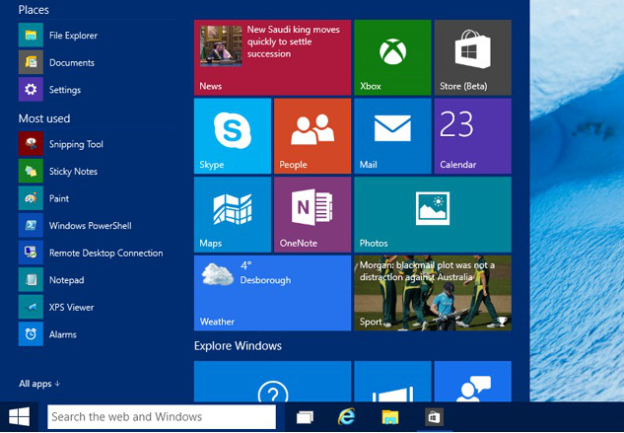 Places
File Explorer
Documents
Settings
Most used
Snipping Tool
Sticky Notes
Paint
Windows PowerShell
Remote Desktop Connection
Notepad
XPS Viewer
Alarms
All apps ↓
New Saudi king moves
quickly to settle
succession
News
Xbox
Store (Beta)
Skype
People
Mail
23
Calendar
Maps
N
OneNote
Photos
4°
Desborough
Weather
Morgan: blackmail plot was not a
distraction against Australia
Sport
Explore Windows
?
Search the web and Windows